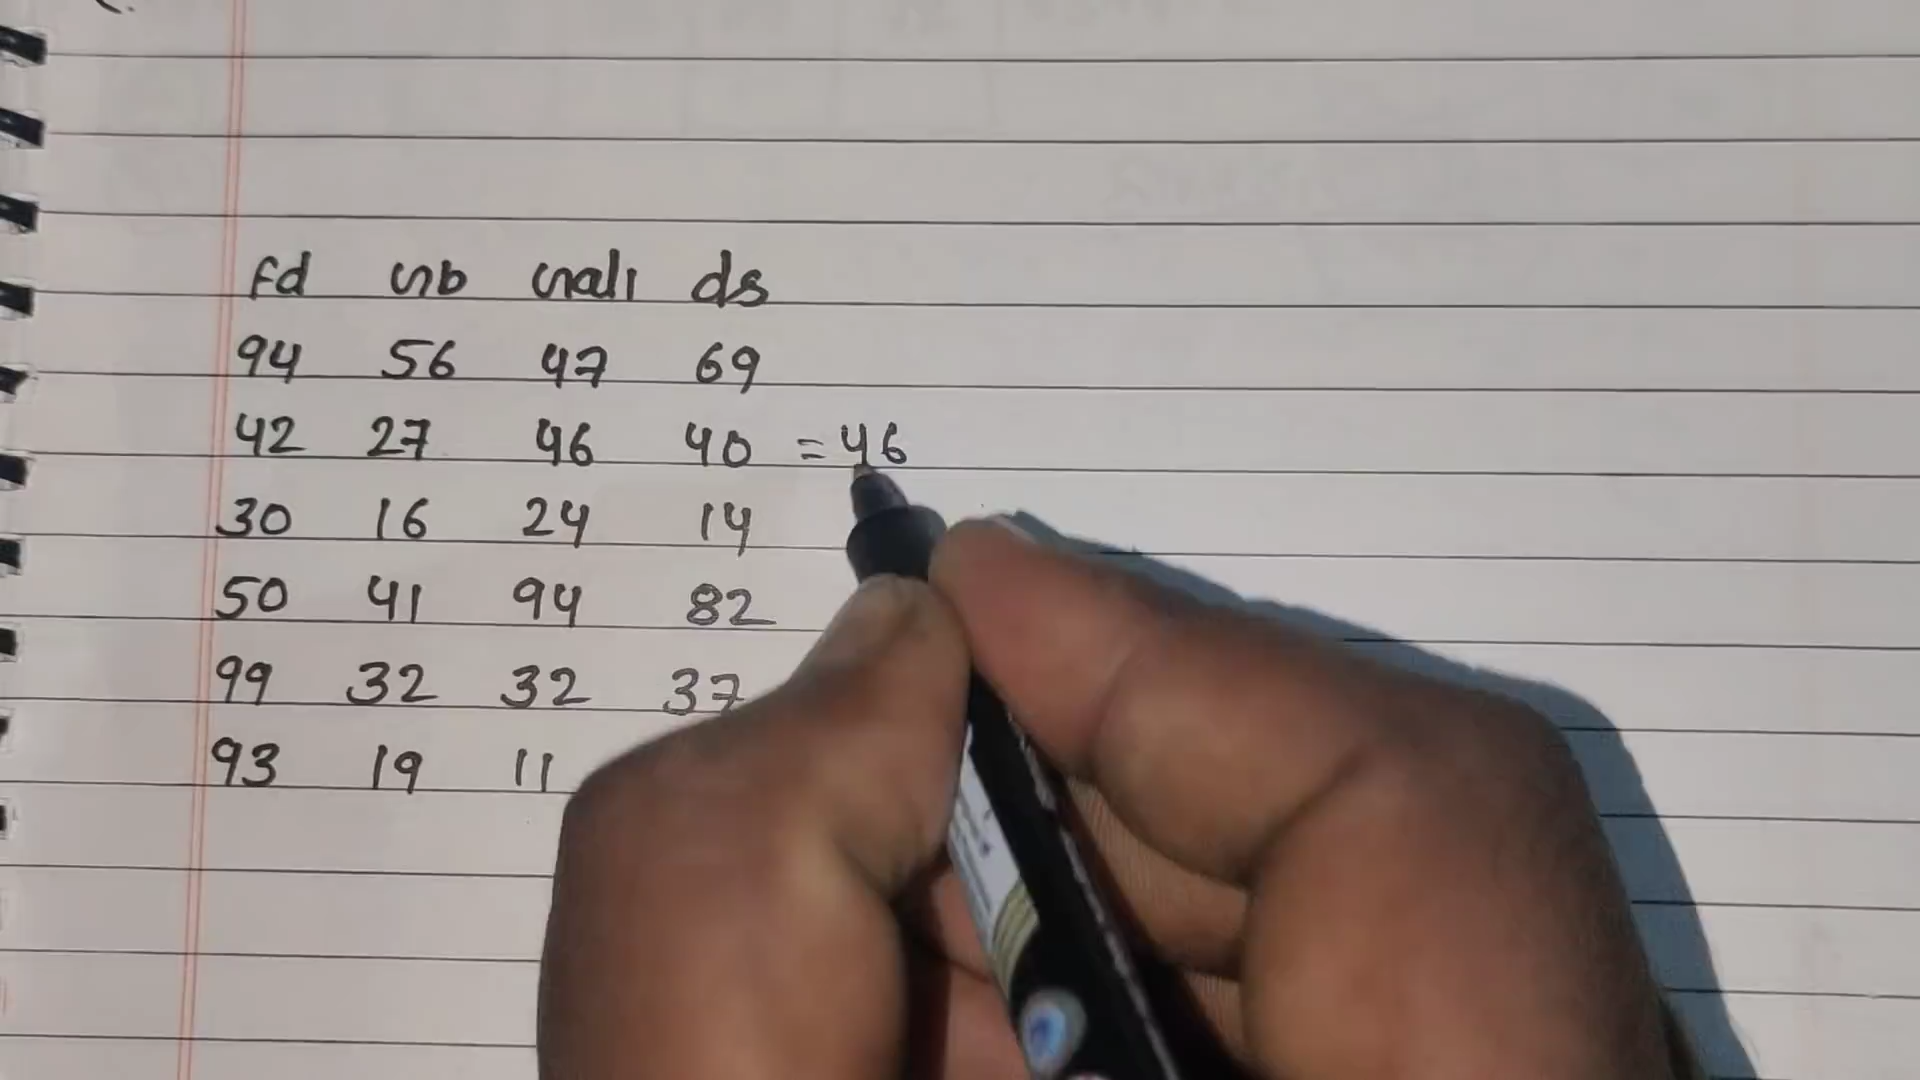 fd gb gali ds
94 56 47 69
42 27 46 40 = 46
30 16 24 14
50 41 94 82
99 32 32 37
93 19 11